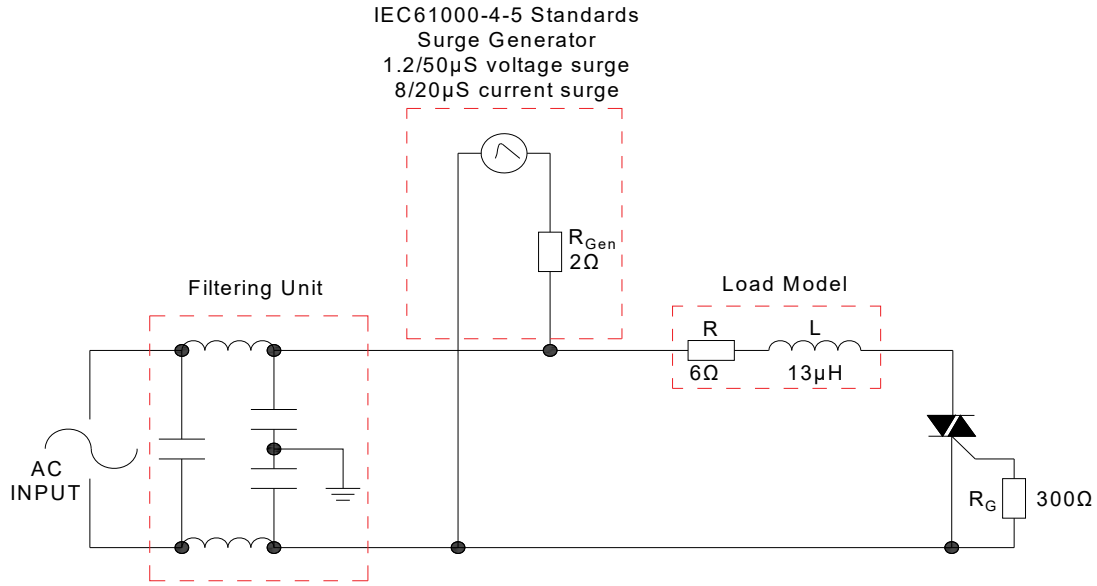 IEC61000-4-5 Standards
Surge Generator
1.2/50µS voltage surge
8/20µS current surge
RGen
2Ω
Filtering Unit
Load Model
R
L
6Ω
13µH
AC
INPUT
RG
300Ω